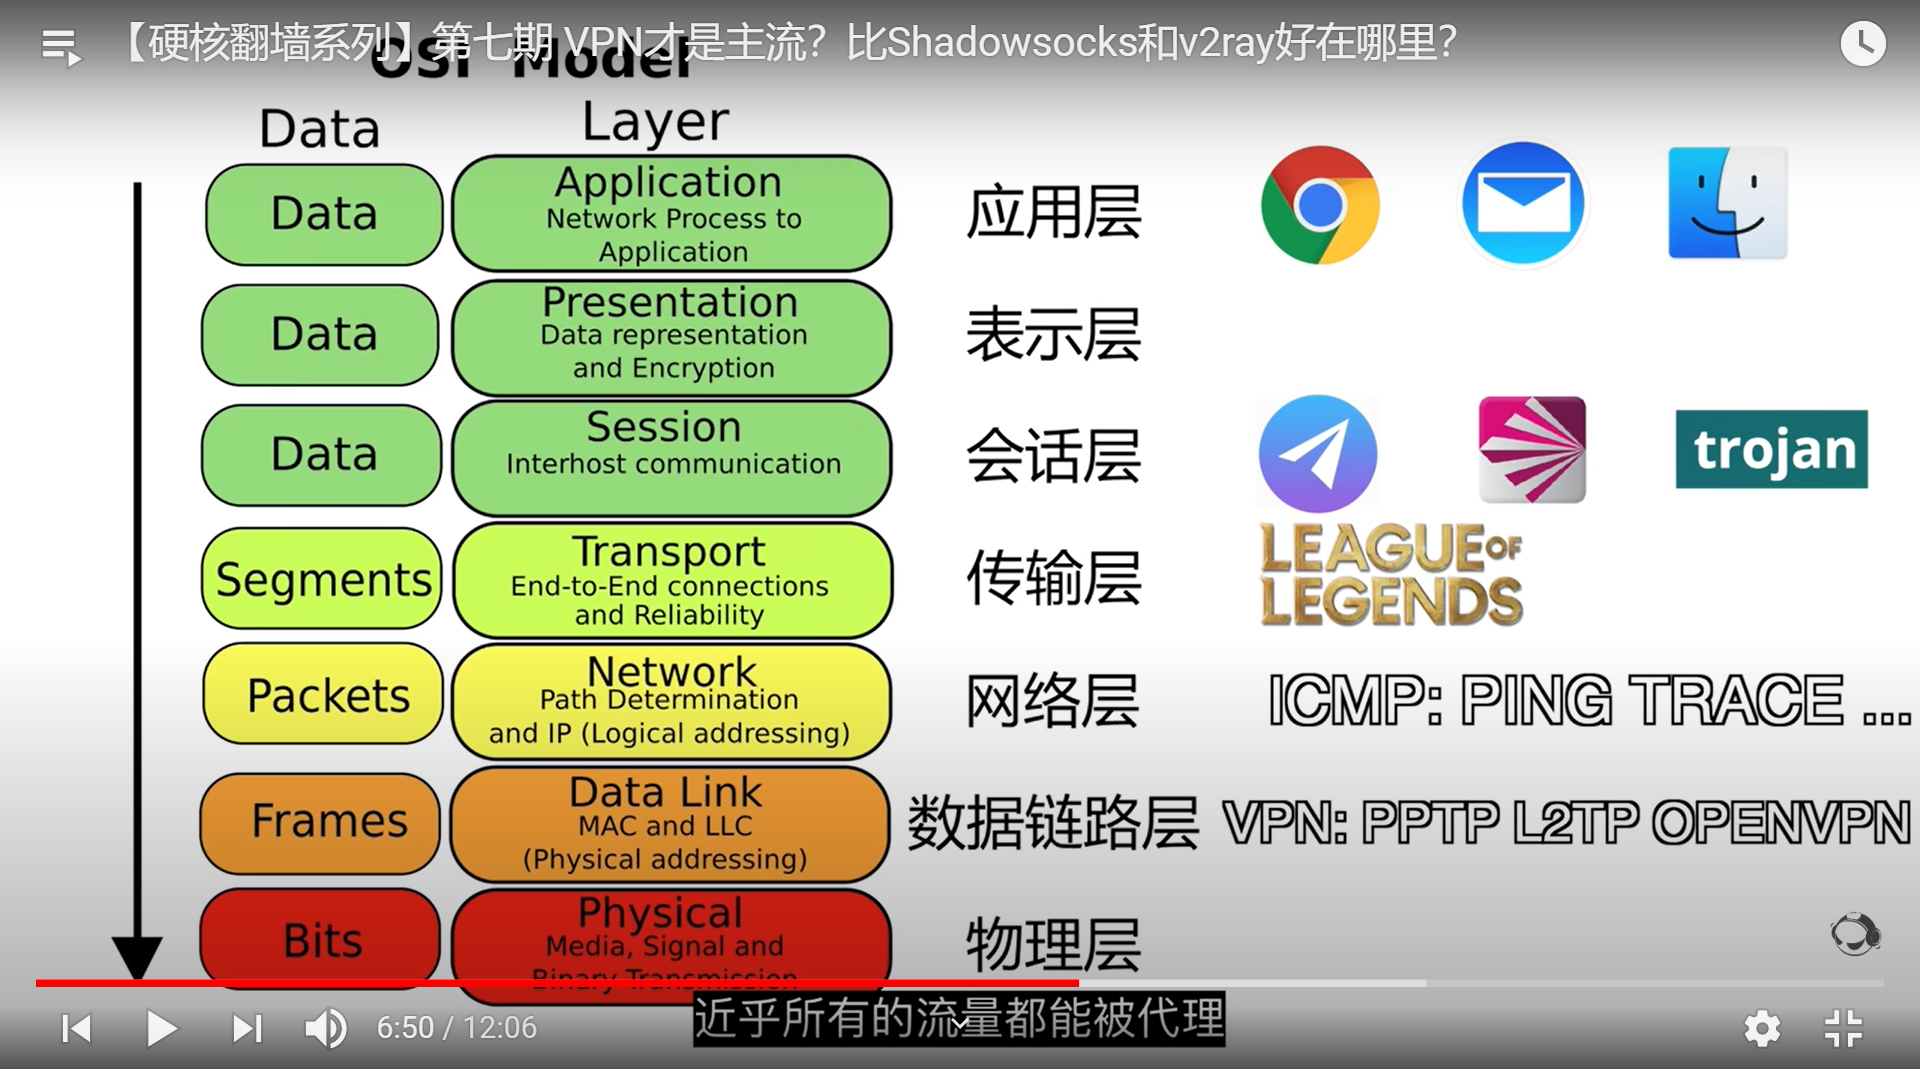 【硬核翻墙系列】第七期 VPN才是主流？比Shadowsocks和v2ray好在哪里？
OSI Model
Data
Layer
Data
Application
Network Process to
Application
应用层
Data
Presentation
Data representation
and Encryption
表示层
Data
Session
Interhost communication
会话层
trojan
Segments
Transport
End-to-End connections
and Reliability
传输层
LEAGUE OF
LEGENDS
Packets
Network
Path Determination
and IP (Logical addressing)
网络层
ICMP: PING TRACE ...
Frames
Data Link
MAC and LLC
(Physical addressing)
数据链路层
VPN: PPTP L2TP OPENVPN
Bits
Physical
Media, Signal and
Binary Transmission
物理层
近乎所有的流量都能被代理
6:50 / 12:06